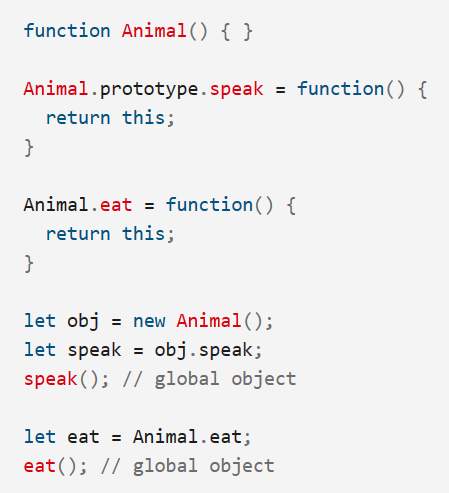 function Animal() { }
Animal.prototype.speak = function() {
  return this;
}
Animal.eat = function() {
  return this;
}
let obj = new Animal();
let speak = obj.speak;
speak(); // global object
let eat = Animal.eat;
eat(); // global object